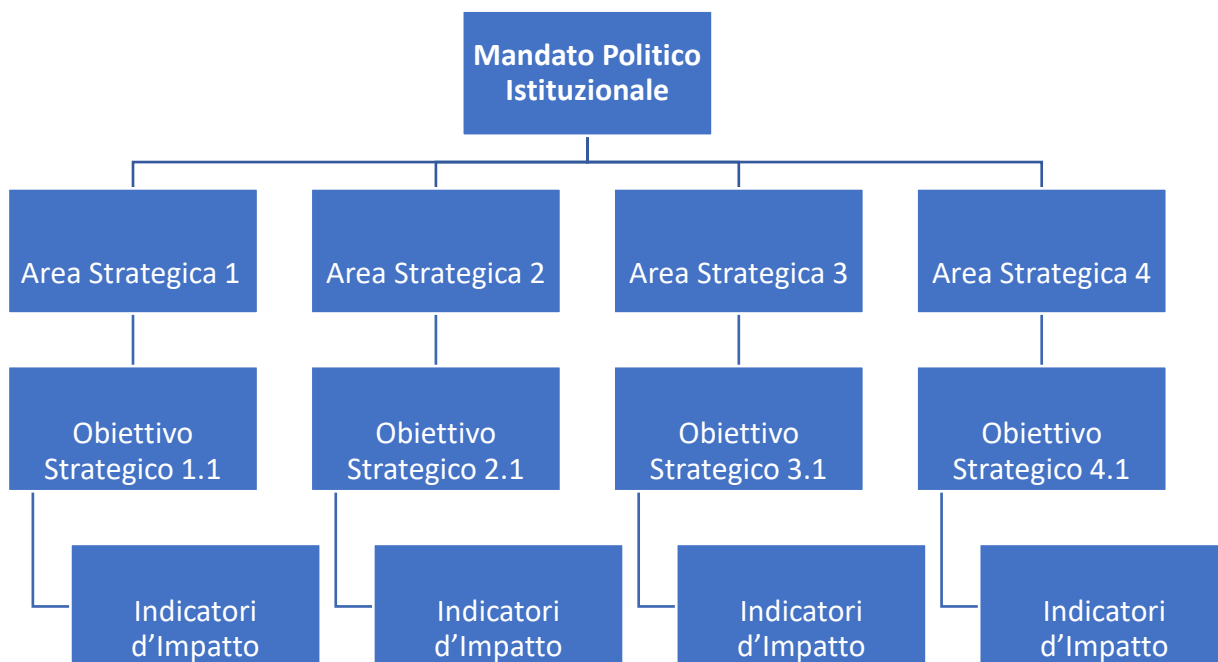 Mandato Politico
Istituzionale
Area Strategica 1
Area Strategica 2
Area Strategica 3
Area Strategica 4
Obiettivo
Strategico 1.1
Obiettivo
Strategico 2.1
Obiettivo
Strategico 3.1
Obiettivo
Strategico 4.1
Indicatori
d’Impatto
Indicatori
d’Impatto
Indicatori
d’Impatto
Indicatori
d’Impatto